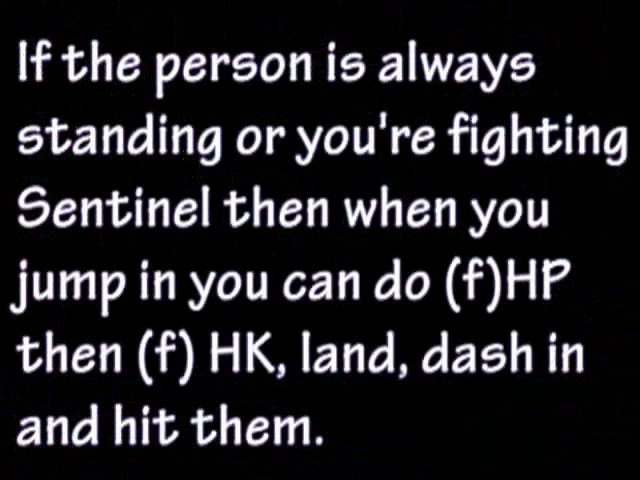 If the person is always
standing or you're fighting
Sentinel then when you
jump in you can do (f)HP
then (f) HK, land, dash in
and hit them.